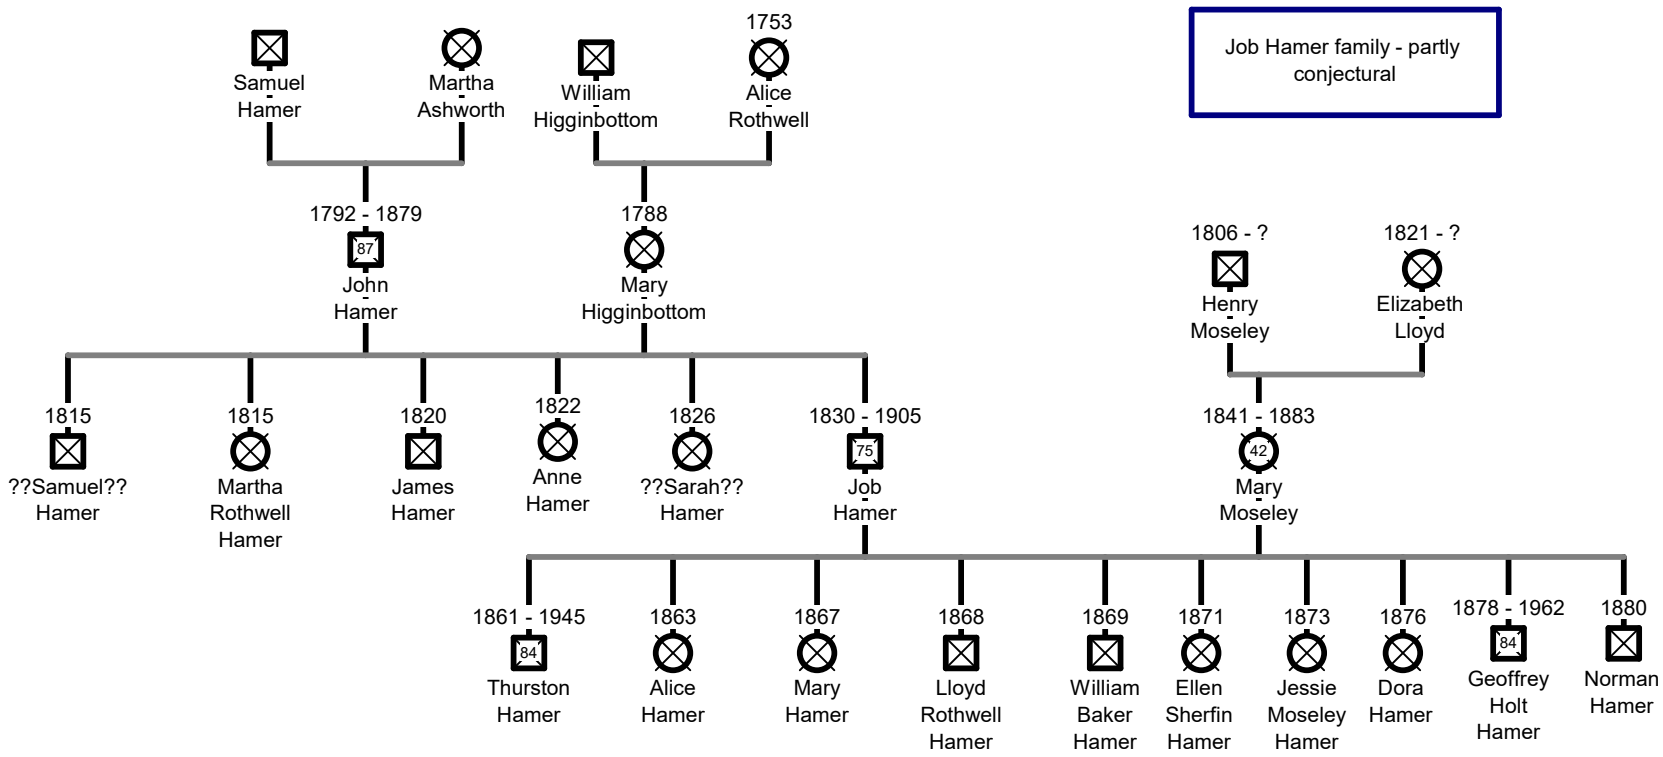 Job Hamer family - partly
conjectural
Samuel
Hamer
Martha
Ashworth
William
Higginbottom
1753
Alice
Rothwell
1792 - 1879
87
John
Hamer
1788
Mary
Higginbottom
1806 - ?
Henry
Moseley
1821 - ?
Elizabeth
Lloyd
1815
??Samuel??
Hamer
1815
Martha
Rothwell
Hamer
1820
James
Hamer
1822
Anne
Hamer
1826
??Sarah??
Hamer
1830 - 1905
75
Job
Hamer
1841 - 1883
42
Mary
Moseley
1861 - 1945
84
Thurston
Hamer
1863
Alice
Hamer
1867
Mary
Hamer
1868
Lloyd
Rothwell
Hamer
1869
William
Baker
Hamer
1871
Ellen
Sherfin
Hamer
1873
Jessie
Moseley
Hamer
1876
Dora
Hamer
1878 - 1962
84
Geoffrey
Holt
Hamer
1880
Norman
Hamer